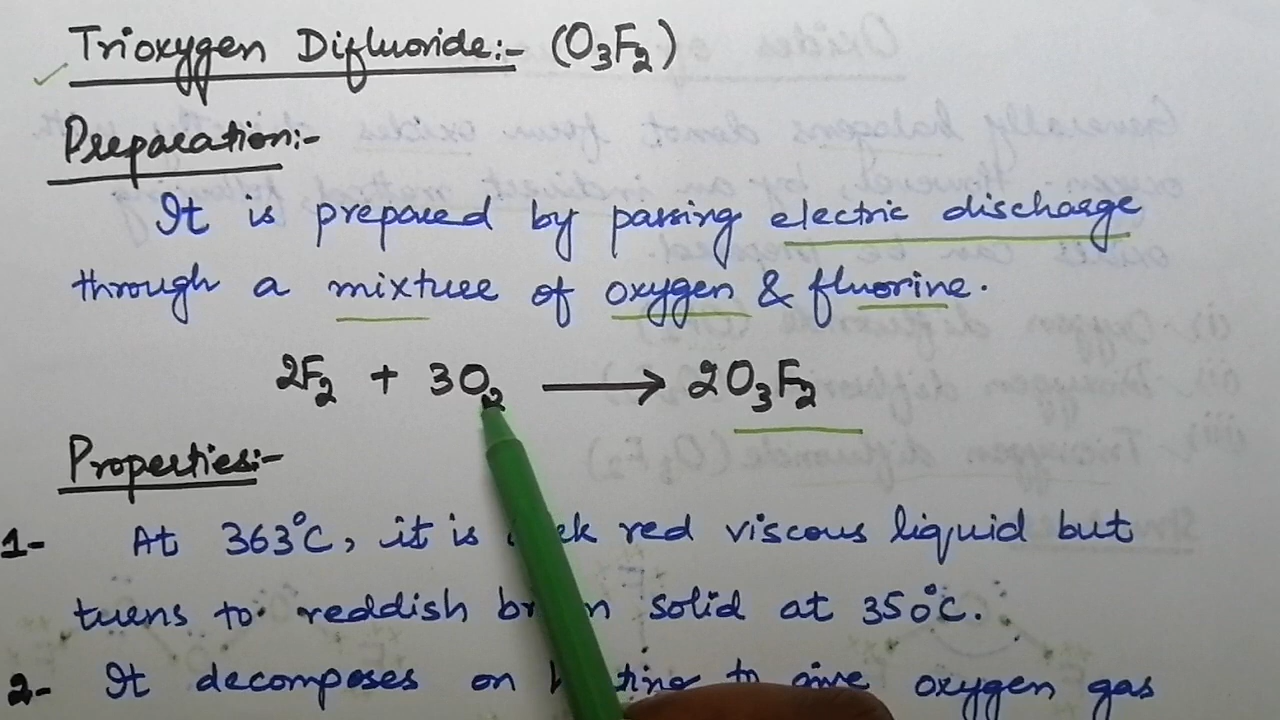 Trioxygen Difluoride:- (O₃F₂)
Preparation:-
It is prepared by passing electric discharge
through a mixture of oxygen & fluorine.
2F₂ + 3O₂ ⟶ 2O₃F₂
Properties:-
1- At 363°C, it is red viscous liquid but
turns to reddish solid at 350°C.
2- It decomposes on to give oxygen gas